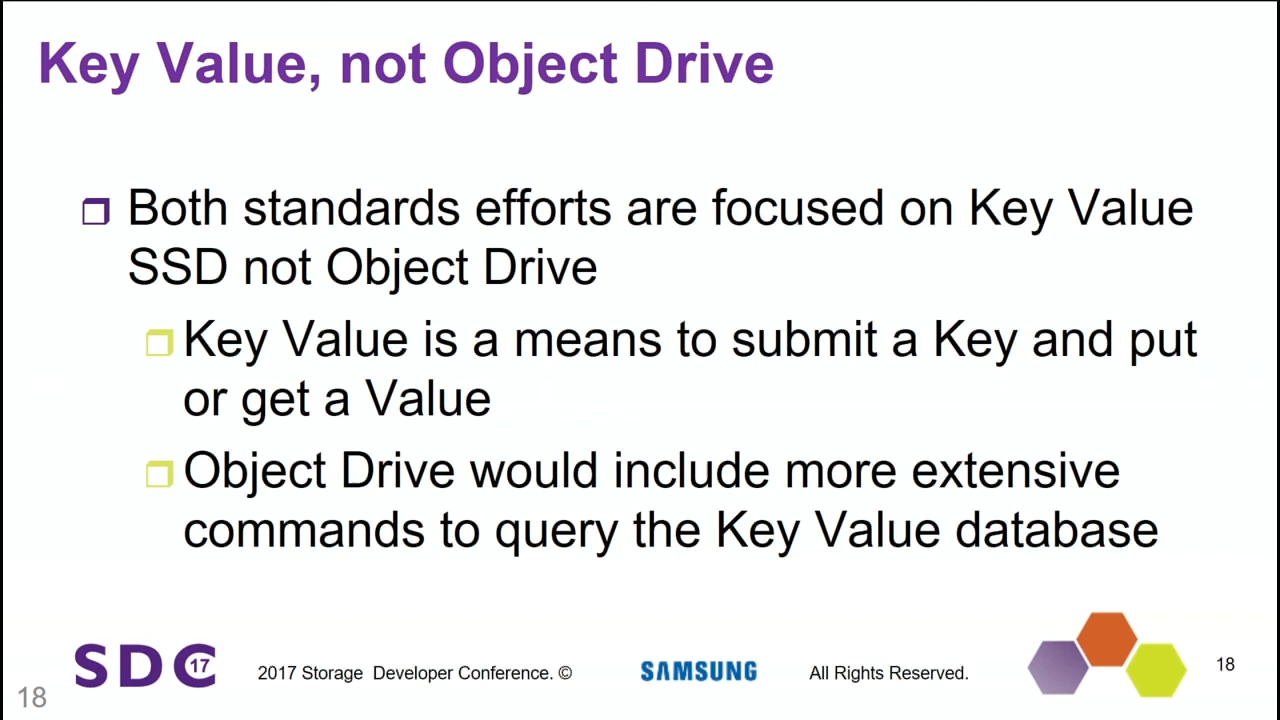 Key Value, not Object Drive
Both standards efforts are focused on Key Value
SSD not Object Drive
Key Value is a means to submit a Key and put
or get a Value
Object Drive would include more extensive
commands to query the Key Value database
SDC 17
2017 Storage Developer Conference. ©
SAMSUNG
All Rights Reserved.
18
18